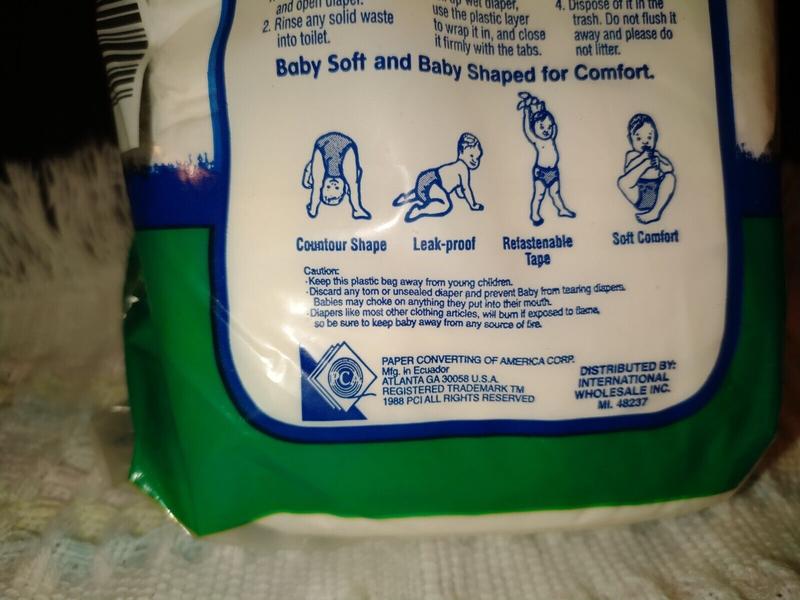 and open diaper.
2. Rinse any solid waste
into toilet.
up wet diaper,
use the plastic layer
to wrap it in, and close
it firmly with the tabs.
4. Dispose of it in the
trash. Do not flush it
away and please do
not litter.
Baby Soft and Baby Shaped for Comfort.
Countour Shape
Leak-proof
Refastenable
Tape
Soft Comfort
Caution:
·Keep this plastic bag away from young children.
·Discard any torn or unsealed diaper and prevent Baby from tearing diapers.
Babies may choke on anything they put into their mouth.
·Diapers like most other clothing articles, will burn if exposed to flame,
so be sure to keep baby away from any source of fire.
PCA
PAPER CONVERTING OF AMERICA CORP.
Mfg. in Ecuador
ATLANTA GA 30058 U.S.A.
REGISTERED TRADEMARK TM
1988 PCI ALL RIGHTS RESERVED
DISTRIBUTED BY:
INTERNATIONAL
WHOLESALE INC.
MI. 48237